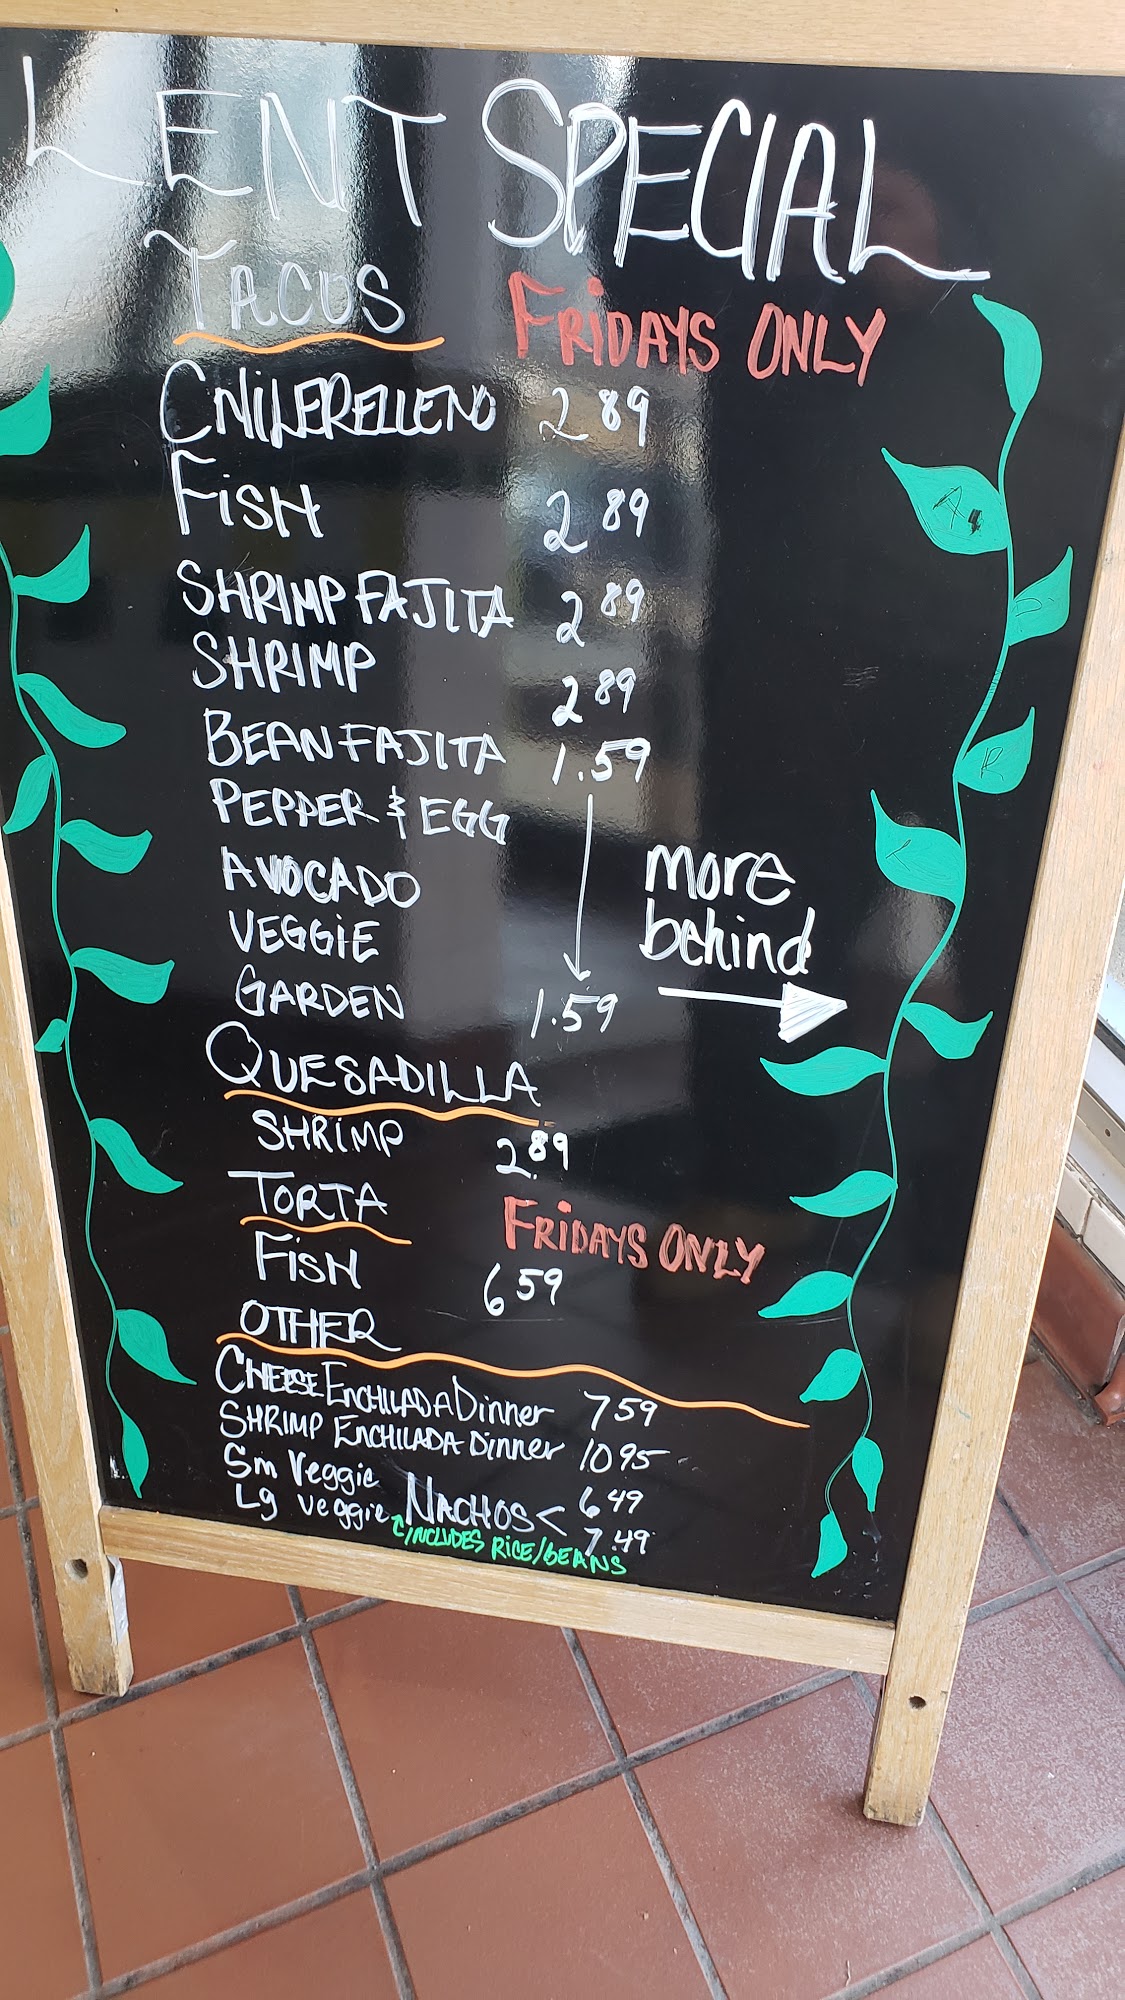 LENT SPECIAL
TACOS FRIDAYS ONLY
CHILERELLENO 2 89
FISH 2 89
SHRIMP FAJITA 2 89
SHRIMP 2 89
BEAN FAJITA 1.59
PEPPER & EGG
AVOCADO
VEGGIE
GARDEN 1.59
more
behind
QUESADILLA
SHRIMP 2 89
TORTA FRIDAYS ONLY
FISH 6 59
OTHER
CHEESE ENCHILADA Dinner 7 59
SHRIMP ENCHILADA Dinner 10 95
Sm Veggie 6 49
Lg veggie NACHOS < 7.49
INCLUDES RICE/BEANS